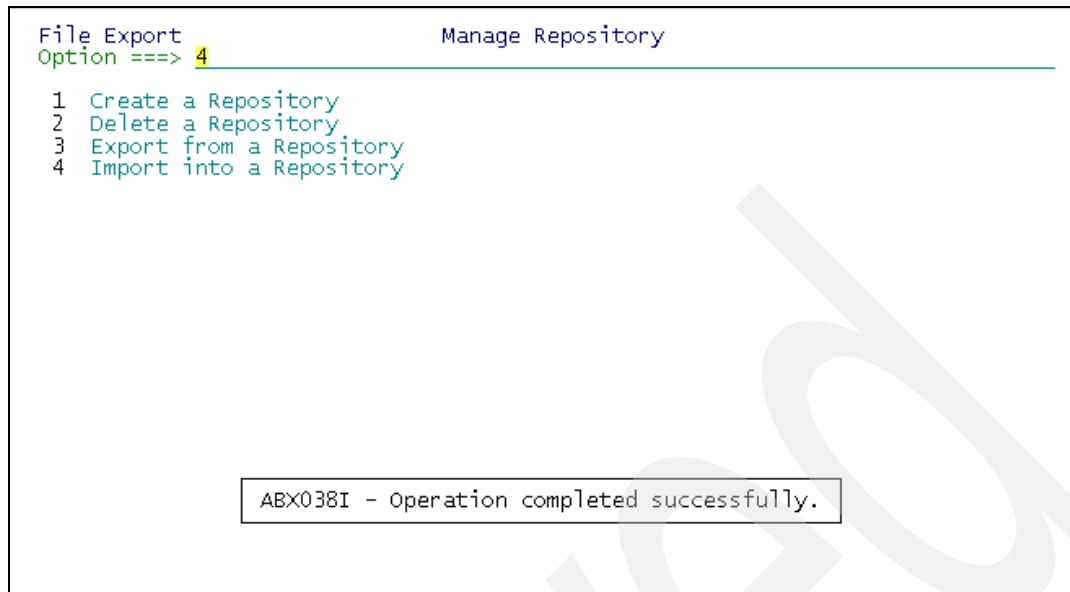 File Export Manage Repository
Option ===> 4
1 Create a Repository
2 Delete a Repository
3 Export from a Repository
4 Import into a Repository
ABX038I - Operation completed successfully.